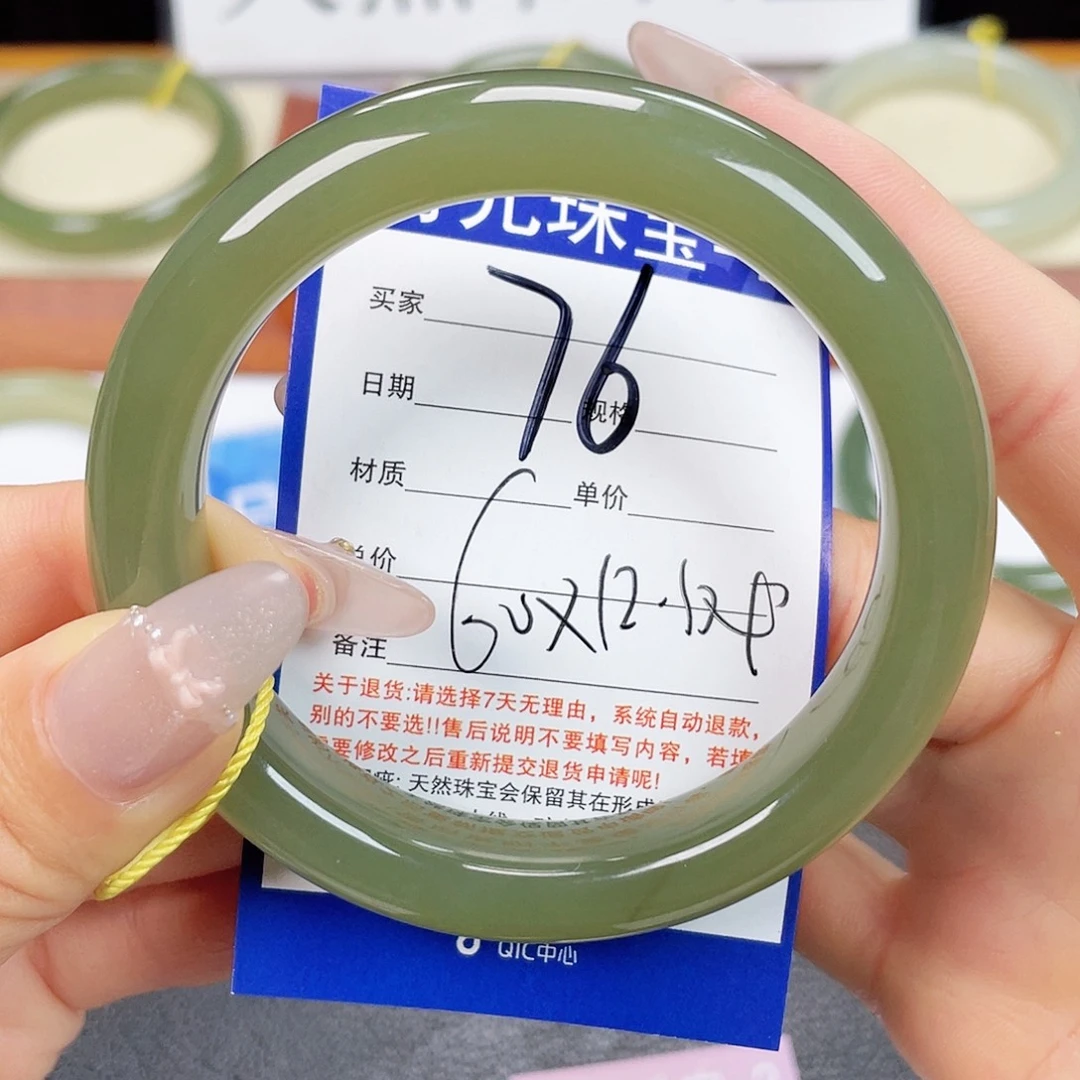 元珠宝
76
买家
日期 规格
材质 单价
单价
60X12.5X
备注
关于退货:请选择7天无理由，系统自动退款，
别的不要选!!售后说明不要填写内容，若填
要修改之后重新提交退货申请呢!
疵: 天然珠宝会保留其在形成
QIC中心